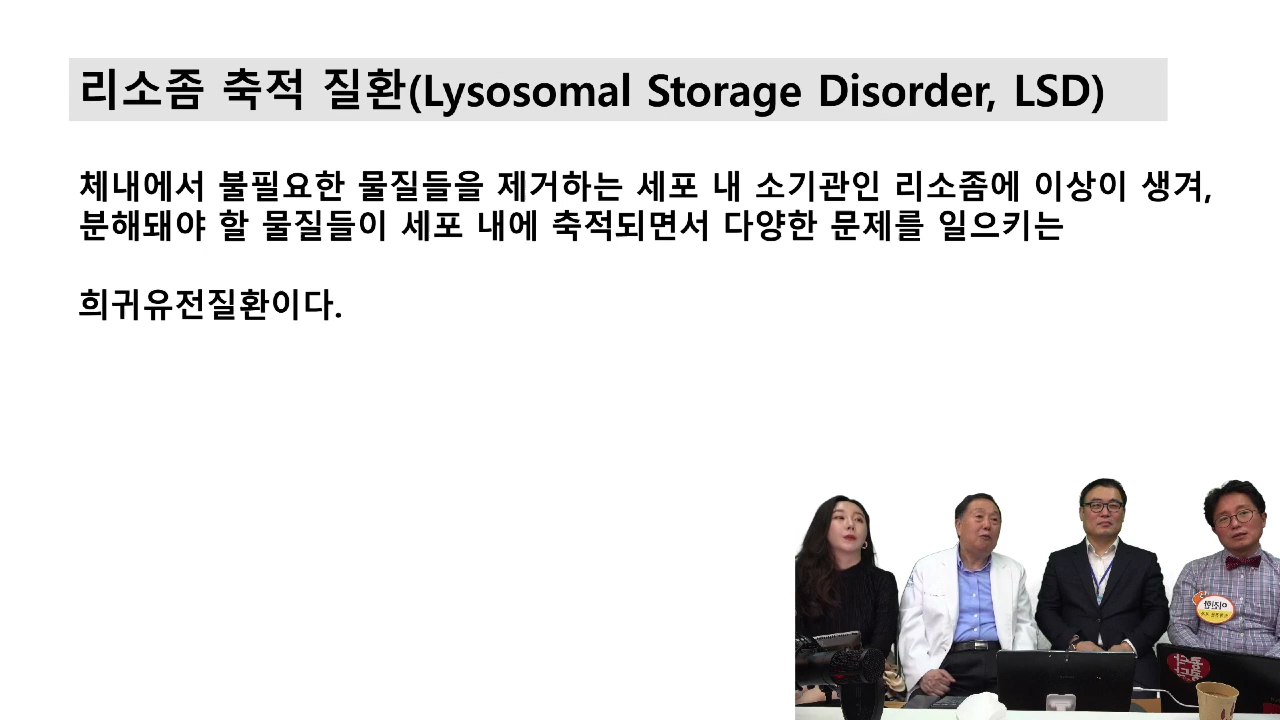 리소좀 축적 질환(Lysosomal Storage Disorder, LSD)
체내에서 불필요한 물질들을 제거하는 세포 내 소기관인 리소좀에 이상이 생겨,
분해돼야 할 물질들이 세포 내에 축적되면서 다양한 문제를 일으키는
희귀유전질환이다.